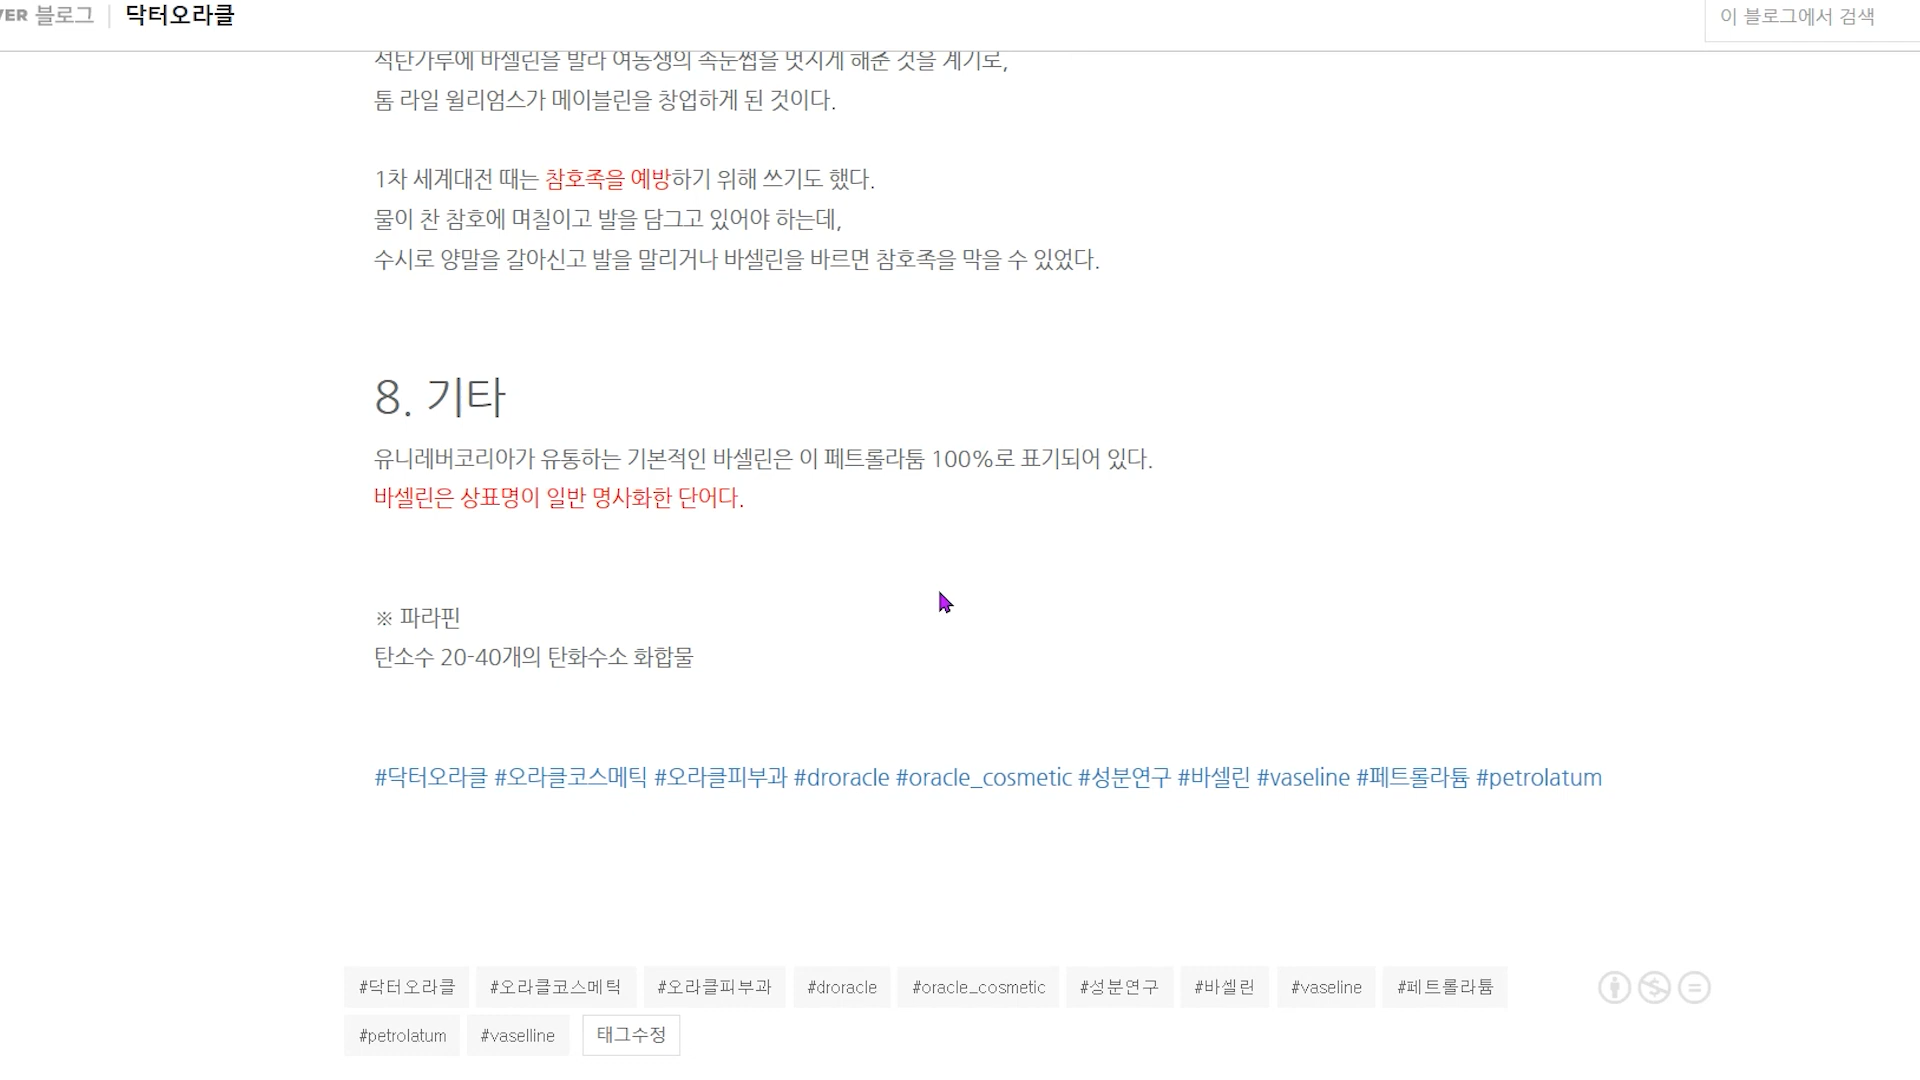 VER 블로그 | 닥터오라클
이 블로그에서 검색
석탄가루에 바셀린을 발라 여동생의 속눈썹을 멋지게 해준 것을 계기로,
톰 라일 윌리엄스가 메이블린을 창업하게 된 것이다.
1차 세계대전 때는 참호족을 예방하기 위해 쓰기도 했다.
물이 찬 참호에 며칠이고 발을 담그고 있어야 하는데,
수시로 양말을 갈아신고 발을 말리거나 바셀린을 바르면 참호족을 막을 수 있었다.
8. 기타
유니레버코리아가 유통하는 기본적인 바셀린은 이 페트롤라툼 100%로 표기되어 있다.
바셀린은 상표명이 일반 명사화한 단어다.
※ 파라핀
탄소수 20-40개의 탄화수소 화합물
#닥터오라클 #오라클코스메틱 #오라클피부과 #droracle #oracle_cosmetic #성분연구 #바셀린 #vaseline #페트롤라튬 #petrolatum
#닥터오라클 #오라클코스메틱 #오라클피부과 #droracle #oracle_cosmetic #성분연구 #바셀린 #vaseline #페트롤라튬
#petrolatum #vaselline 태그수정